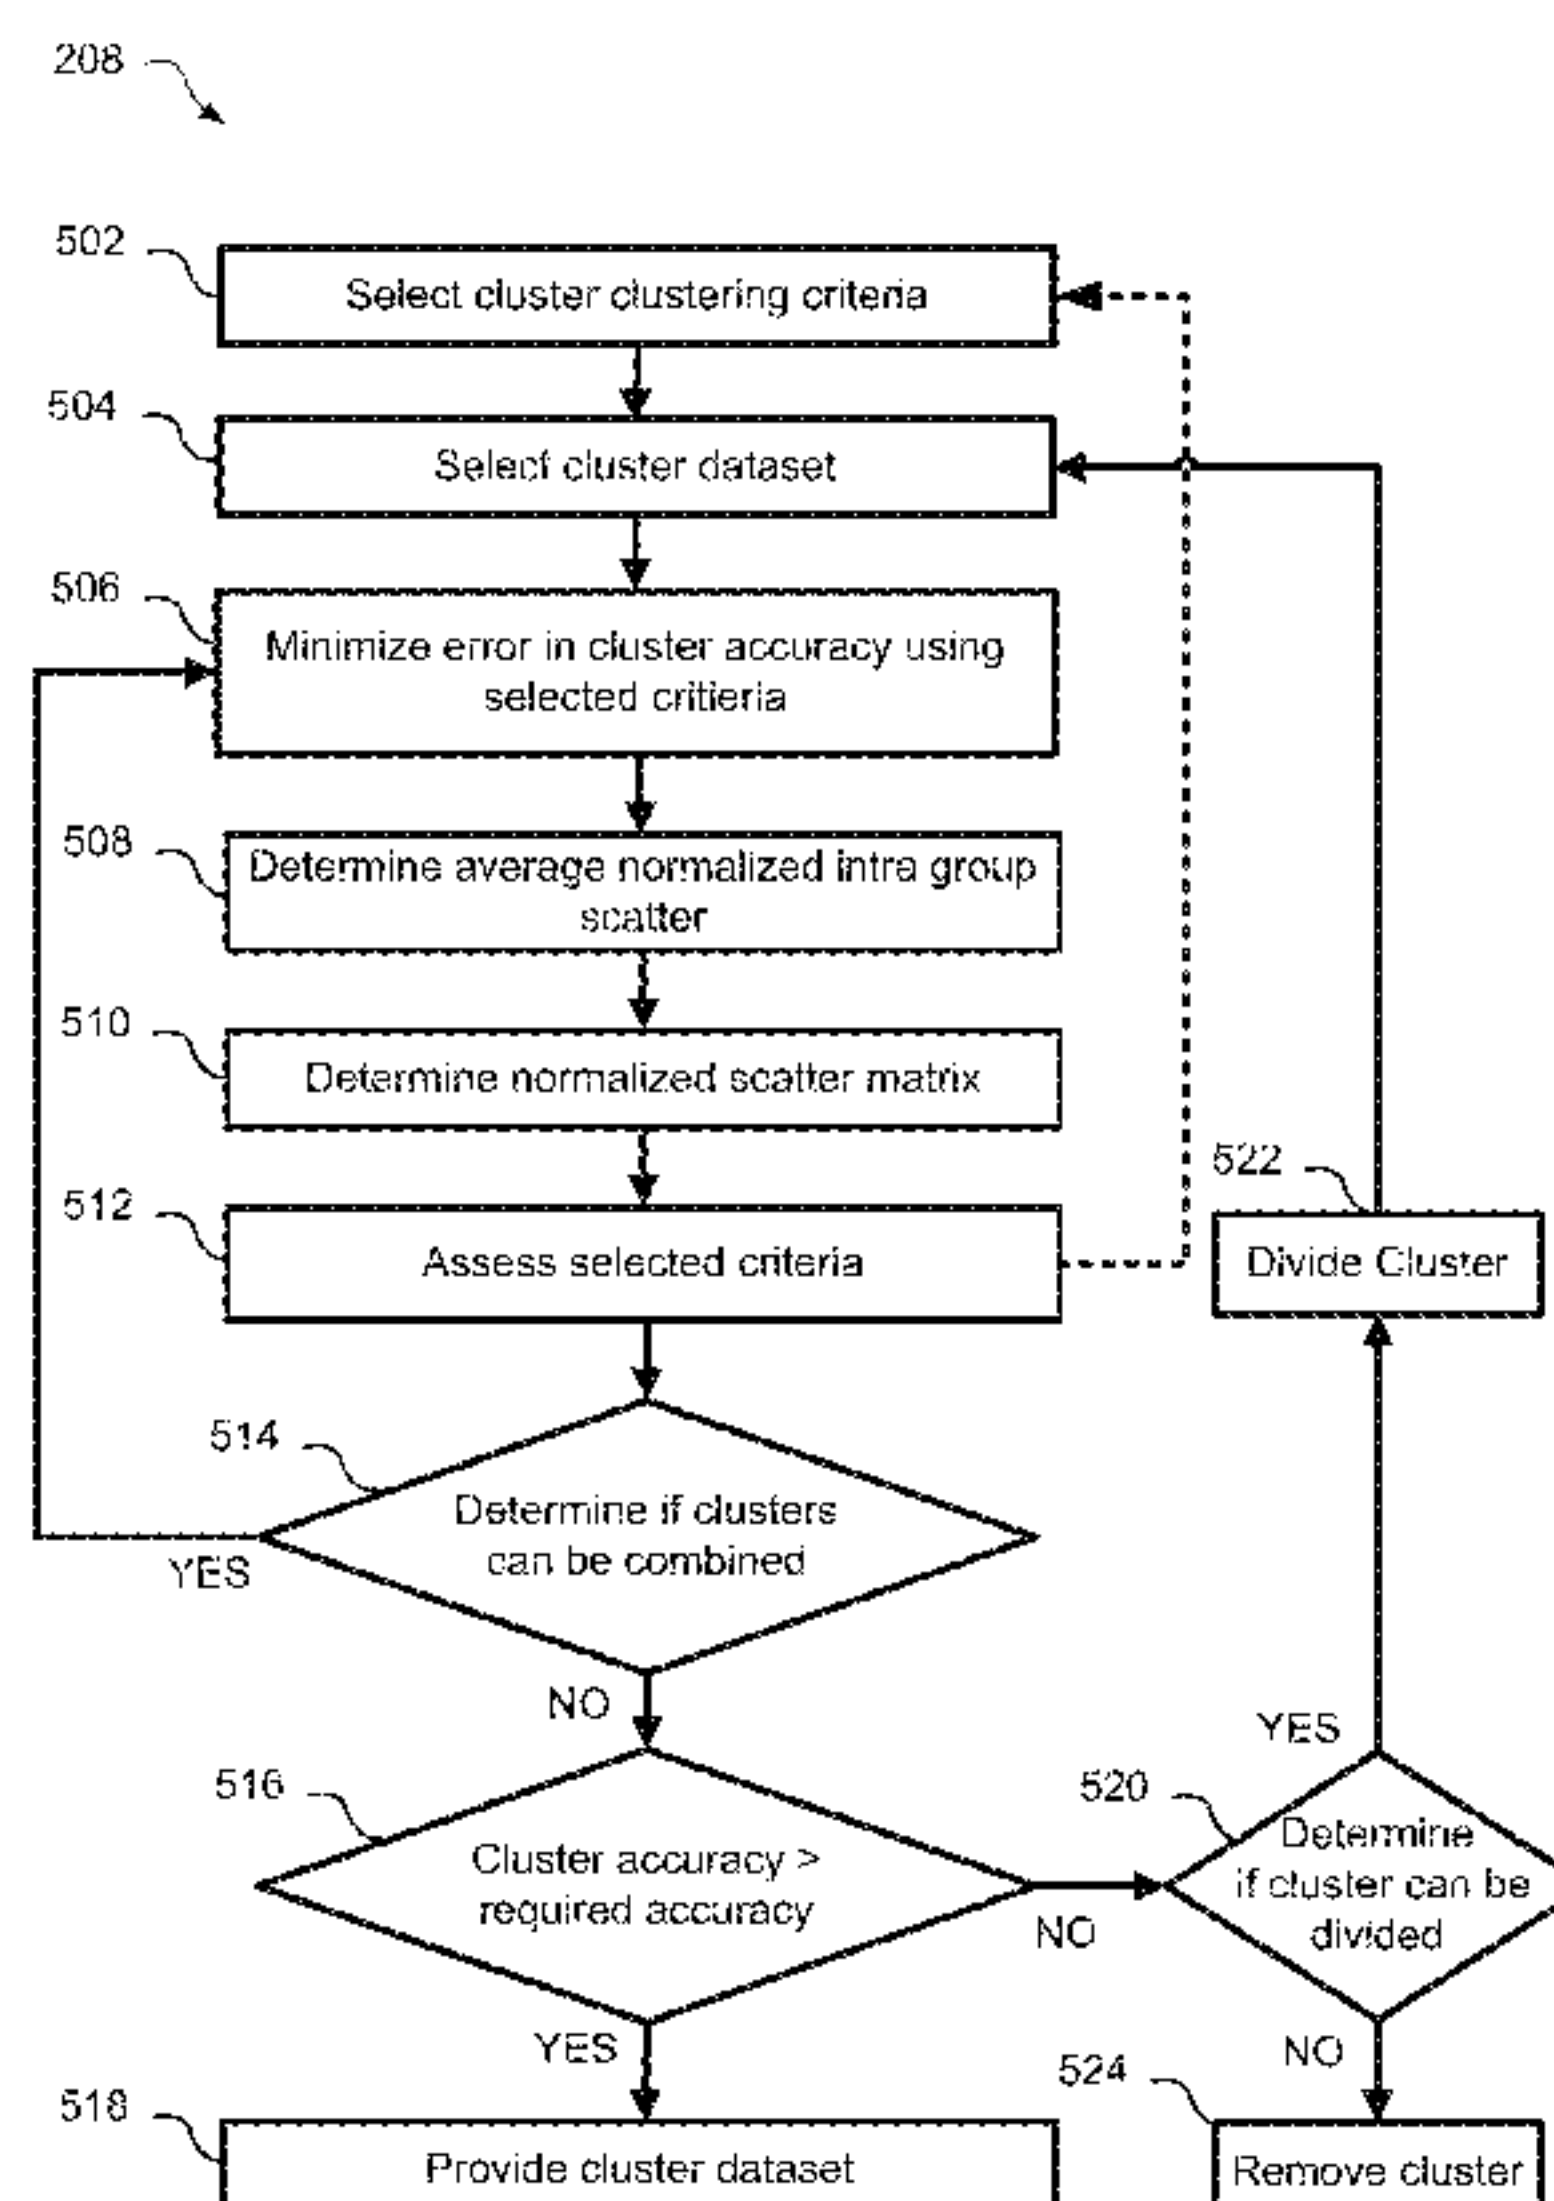 208
502
Select cluster clustering criteria
504
Select cluster dataset
506
Minimize error in cluster accuracy using
selected critieria
508
Determine average normalized intra group
scatter
510
Determine normalized scatter matrix
512
Assess selected criteria
522
Divide Cluster
514
Determine if clusters
can be combined
YES
NO
516
Cluster accuracy >
required accuracy
NO
YES
520
Determine
if cluster can be
divided
YES
NO
518
Provide cluster dataset
524
Remove cluster